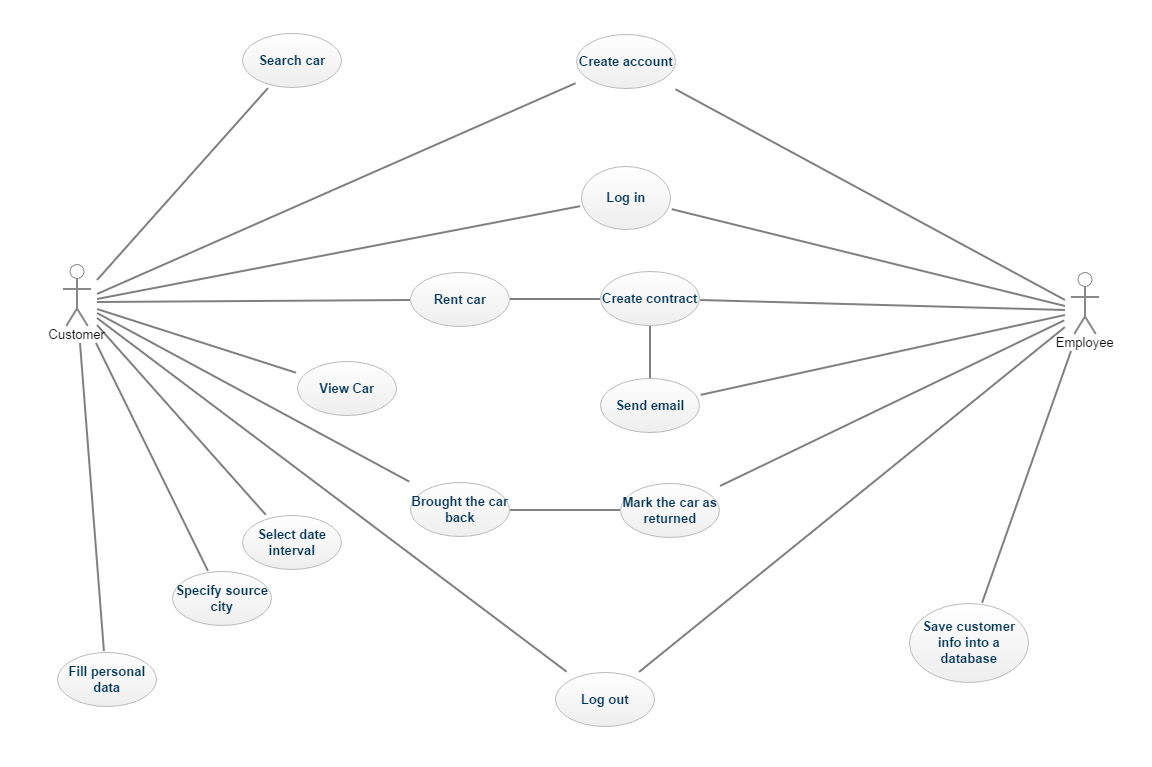 Search car
Create account
Log in
Rent car
Create contract
Customer
Employee
View Car
Send email
Brought the car
back
Mark the car as
returned
Select date
interval
Specify source
city
Save customer
info into a
database
Fill personal
data
Log out